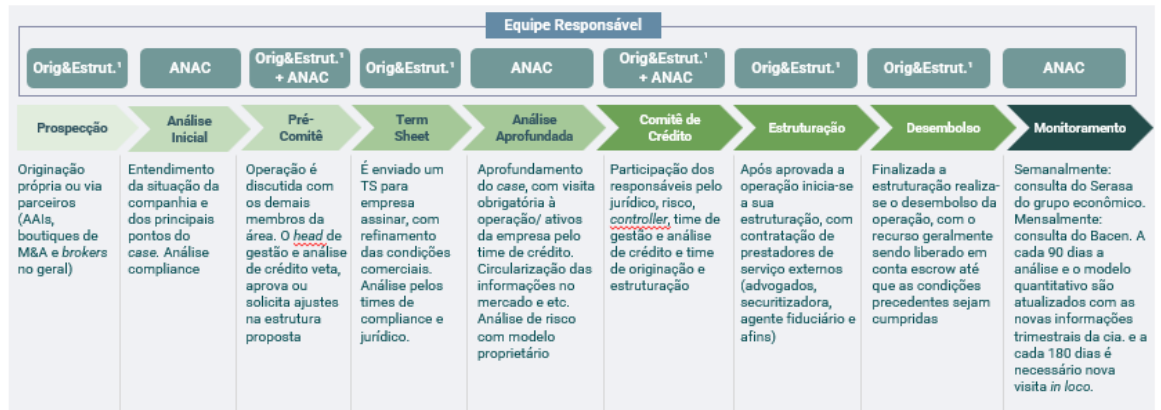 Equipe Responsável
Orig&Estrut.¹
ANAC
Orig&Estrut.¹
+ ANAC
Orig&Estrut.¹
ANAC
Orig&Estrut.¹
+ ANAC
Orig&Estrut.¹
Orig&Estrut.¹
ANAC
Prospecção
Análise
Inicial
Pré-
Comitê
Term
Sheet
Análise
Aprofundada
Comitê de
Crédito
Estruturação
Desembolso
Monitoramento
Originação
própria ou via
parceiros
(AAIs,
boutiques de
M&A e brokers
no geral)
Entendimento
da situação da
companhia e
dos principais
pontos do
case. Análise
compliance
Operação é
discutida com
os demais
membros da
área. O head de
gestão e análise
de crédito veta,
aprova ou
solicita ajustes
na estrutura
proposta
É enviado um
TS para
empresa
assinar, com
refinamento
das condições
comerciais.
Análise pelos
times de
compliance e
jurídico.
Aprofundamento
do case, com visita
obrigatória à
operação/ ativos
da empresa pelo
time de crédito.
Circularização das
informações no
mercado e etc.
Análise de risco
com modelo
proprietário
Participação dos
responsáveis pelo
jurídico, risco,
controller, time de
gestão e análise
de crédito e time
de originação e
estruturação
Após aprovada a
operação inicia-se
a sua
estruturação, com
contratação de
prestadores de
serviço externos
(advogados,
securitizadora,
agente fiduciário e
afins)
Finalizada a
estruturação realiza-
se o desembolso da
operação, com o
recurso geralmente
sendo liberado em
conta escrow até
que as condições
precedentes sejam
cumpridas
Semanalmente:
consulta do Serasa
do grupo econômico.
Mensalmente:
consulta do Bacen. A
cada 90 dias a
análise e o modelo
quantitativo são
atualizados com as
novas informações
trimestrais da cia. e a
cada 180 dias é
necessário nova
visita in loco.